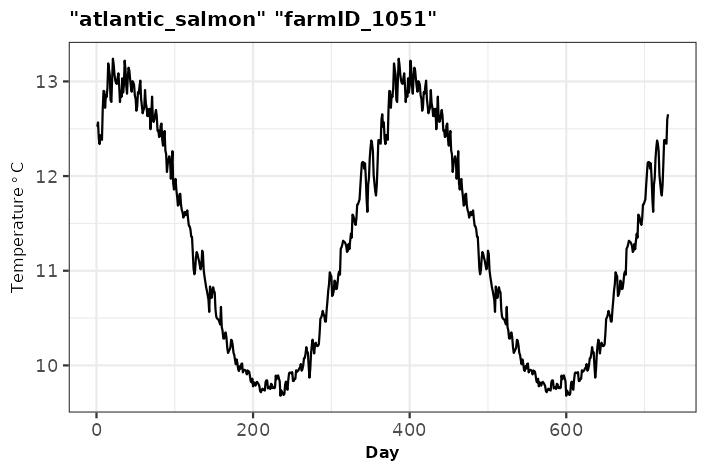 "atlantic_salmon" "farmID_1051"
13
12
11
10
Temperature ° C
0
200
400
600
Day